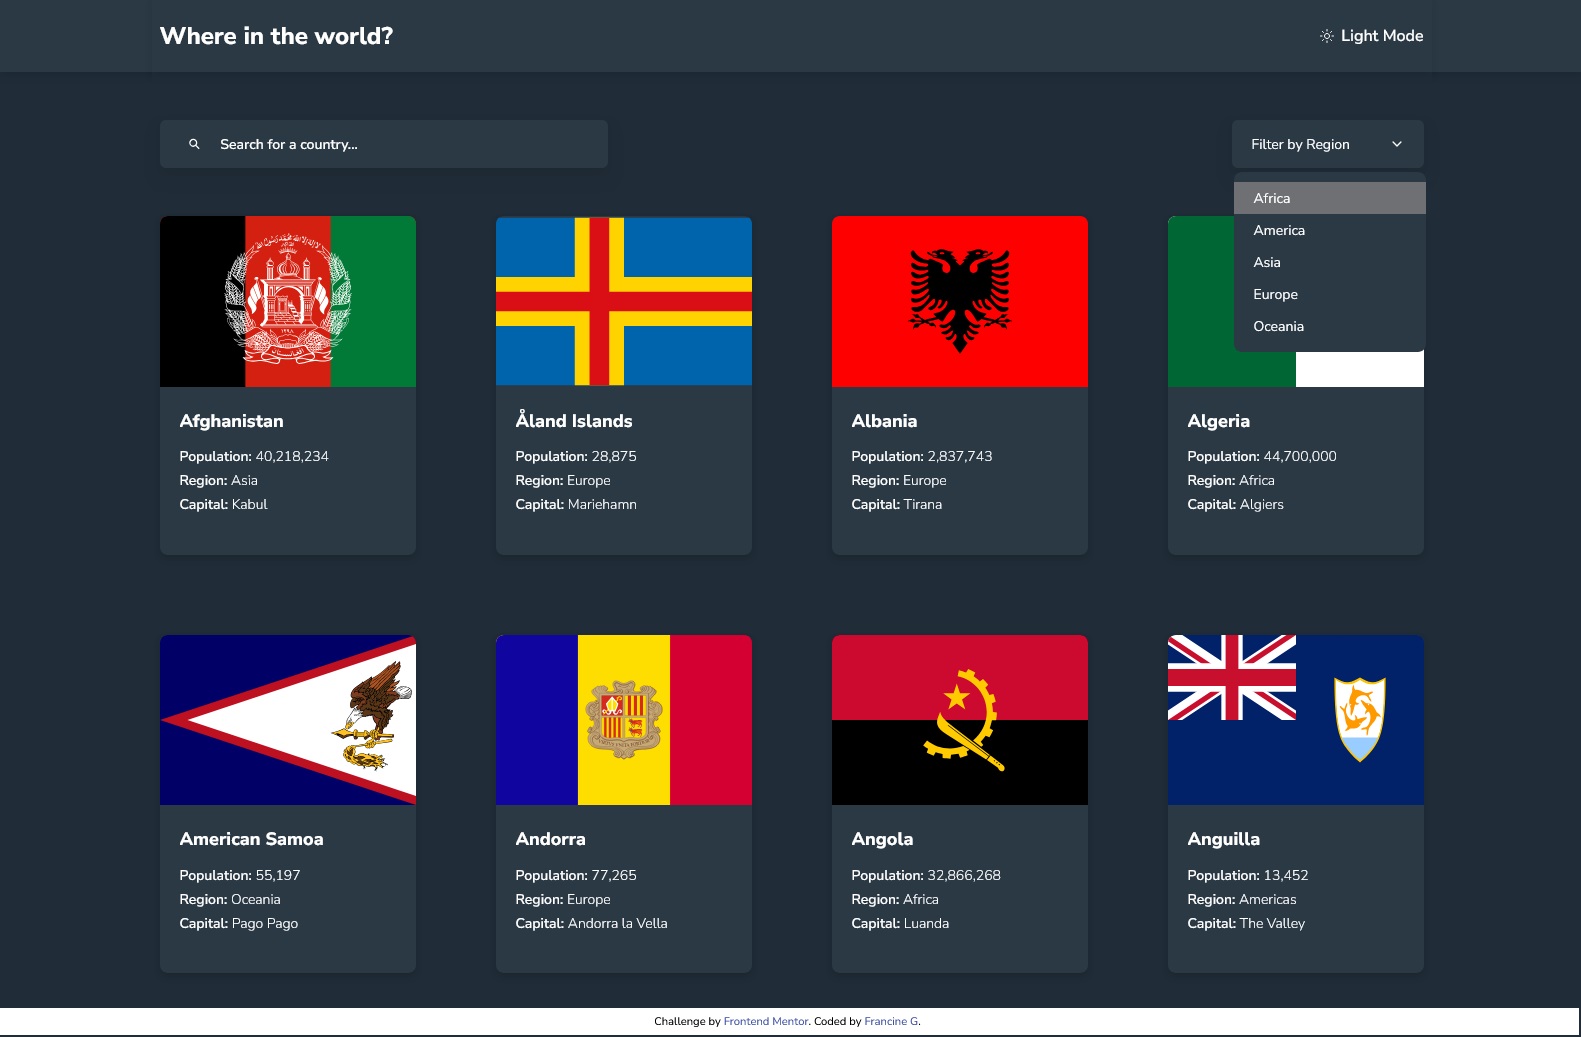 Where in the world?
Light Mode
Search for a country...
Filter by Region
Africa
America
Asia
Europe
Oceania
Afghanistan
Population: 40,218,234
Region: Asia
Capital: Kabul
Åland Islands
Population: 28,875
Region: Europe
Capital: Mariehamn
Albania
Population: 2,837,743
Region: Europe
Capital: Tirana
Algeria
Population: 44,700,000
Region: Africa
Capital: Algiers
American Samoa
Population: 55,197
Region: Oceania
Capital: Pago Pago
Andorra
Population: 77,265
Region: Europe
Capital: Andorra la Vella
Angola
Population: 32,866,268
Region: Africa
Capital: Luanda
Anguilla
Population: 13,452
Region: Americas
Capital: The Valley
Challenge by Frontend Mentor. Coded by Francine G.